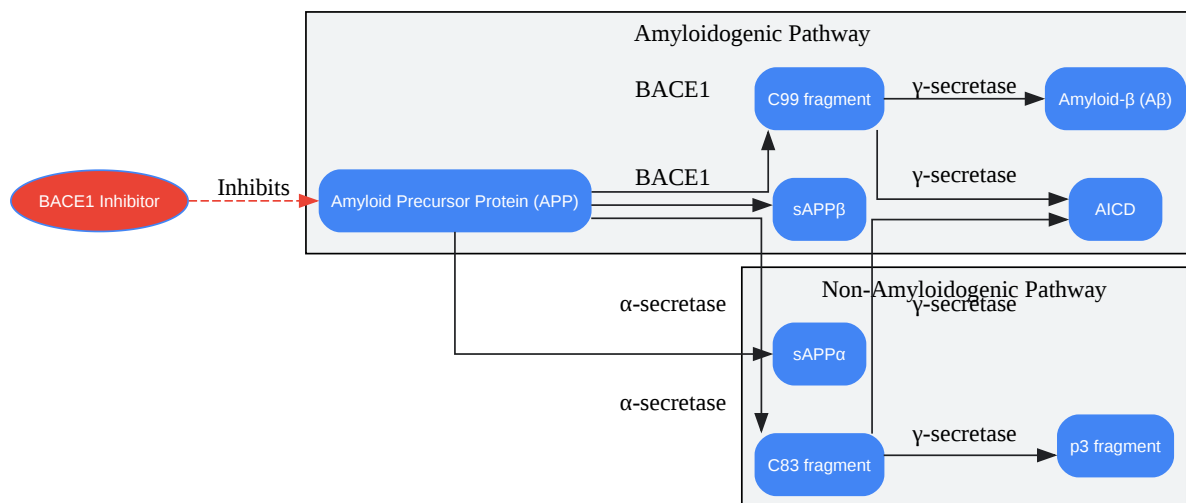 Amyloidogenic Pathway
BACE1
C99 fragment
γ-secretase
Amyloid-β (Aβ)
BACE1 Inhibitor
Inhibits
Amyloid Precursor Protein (APP)
BACE1
sAPPβ
γ-secretase
AICD
Non-Amyloidogenic Pathway
α-secretase
γ-secretase
sAPPα
α-secretase
C83 fragment
γ-secretase
p3 fragment